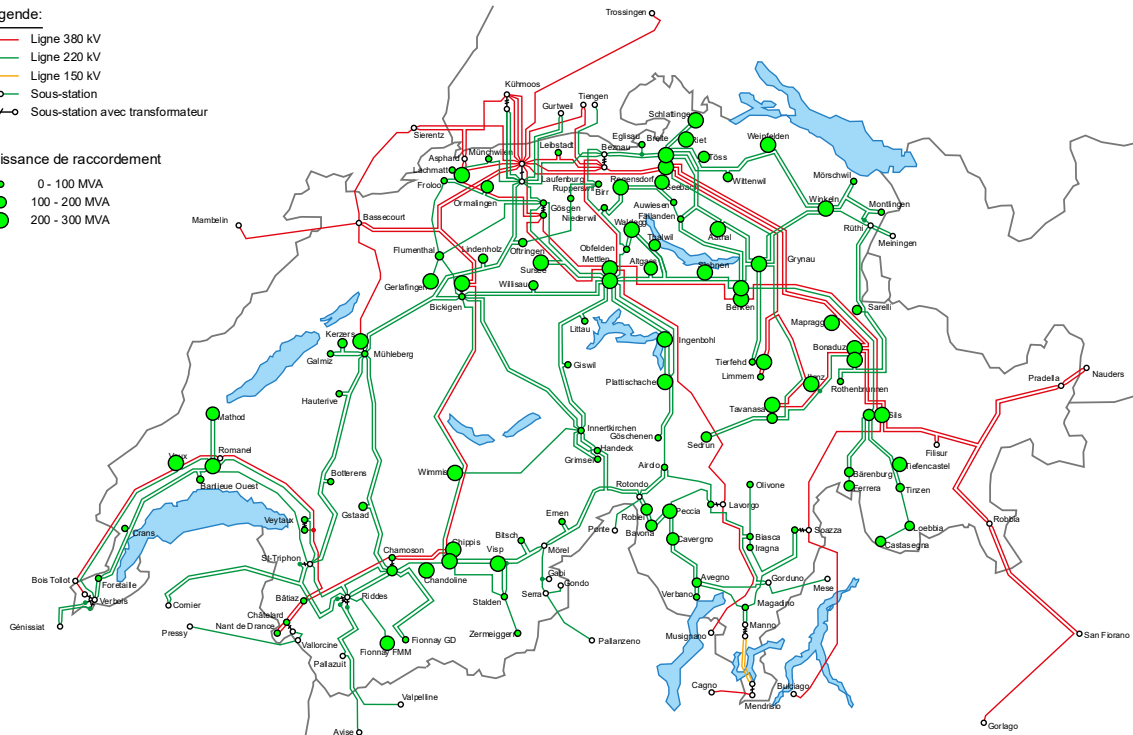 gende:
Ligne 380 kV
Ligne 220 kV
Ligne 150 kV
Sous-station
Sous-station avec transformateur
issance de raccordement
0 - 100 MVA
100 - 200 MVA
200 - 300 MVA
Trossingen
Kühmoos
Tiengen
Gurtweil
Sierentz
Schlattingen
Riet
Weinfelden
Eglisau
Breite
Beznau
Leibstadt
Münchwilen
Asphard
Lachmatt
Froloo
Töss
Wittenwil
Mörschwil
Laufenburg
Rupperswil
Regensdorf
Seebach
Birr
Ormalingen
Gösgen
Niederwil
Auwiesen
Fällanden
Winkeln
Montlingen
Mambelin
Bassecourt
Waldegg
Aathal
Rüthi
Meiningen
Thalwil
Flumenthal
Lindenholz
Oftringen
Obfelden
Mettlen
Altgass
Siebnen
Grynau
Sursee
Gerlafingen
Willisau
Bickigen
Benken
Sarelli
Littau
Mapragg
Kerzers
Mühleberg
Galmiz
Ingenbohl
Bonaduz
Giswil
Tierfehd
Limmern
Plattischachen
Ilanz
Rothenbrunnen
Pradella
Nauders
Hauterive
Tavanasa
Mathod
Sils
Innertkirchen
Göschenen
Sedrun
Handeck
Grimsel
Filisur
Romanel
Vaux
Banlieue Ouest
Wimmis
Airolo
Tiefencastel
Bärenburg
Ferrera
Tinzen
Botterens
Rotondo
Olivone
Gstaad
Lavorgo
Robiei
Peccia
Veytaux
Crans
Ernen
Ponte
Bavona
Spazza
Robbia
Löbbia
Biasca
Iragna
Cavergno
Castasegna
Bitsch
Mörel
Chippis
Visp
Chamoson
St-Triphon
Bois Tollot
Foretaille
Verbois
Chandoline
Gabi
Gondo
Serra
Avegno
Gorduno
Mese
Verbano
Magadino
Cornier
Bâtiaz
Riddes
Stalden
Génissiat
Châtelard
Nant de Drance
Pressy
Vallorcine
Pallazuit
Fionnay GD
Fionnay FMM
Zermeiggern
Pallanzeno
Musignano
Manno
San Fiorano
Cagno
Bulciago
Mendrisio
Valpelline
Avise
Gorlago